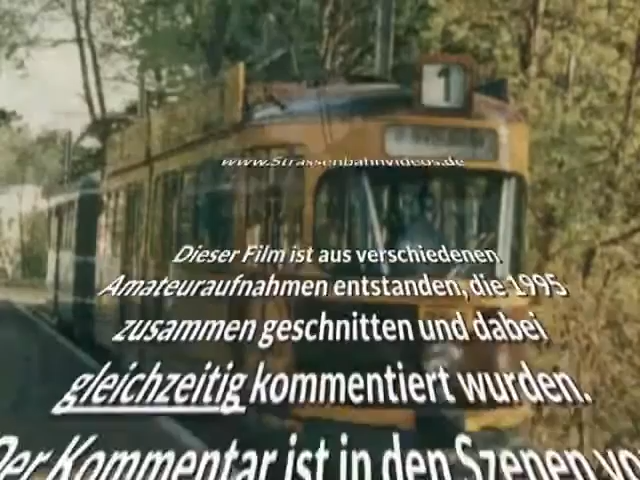 1
www.Strassenbahnvideos.de
Dieser Film ist aus verschiedenen
Amateuraufnahmen entstanden, die 1995
zusammen geschnitten und dabei
gleichzeitig kommentiert wurden.
Der Kommentar ist in den Szenen